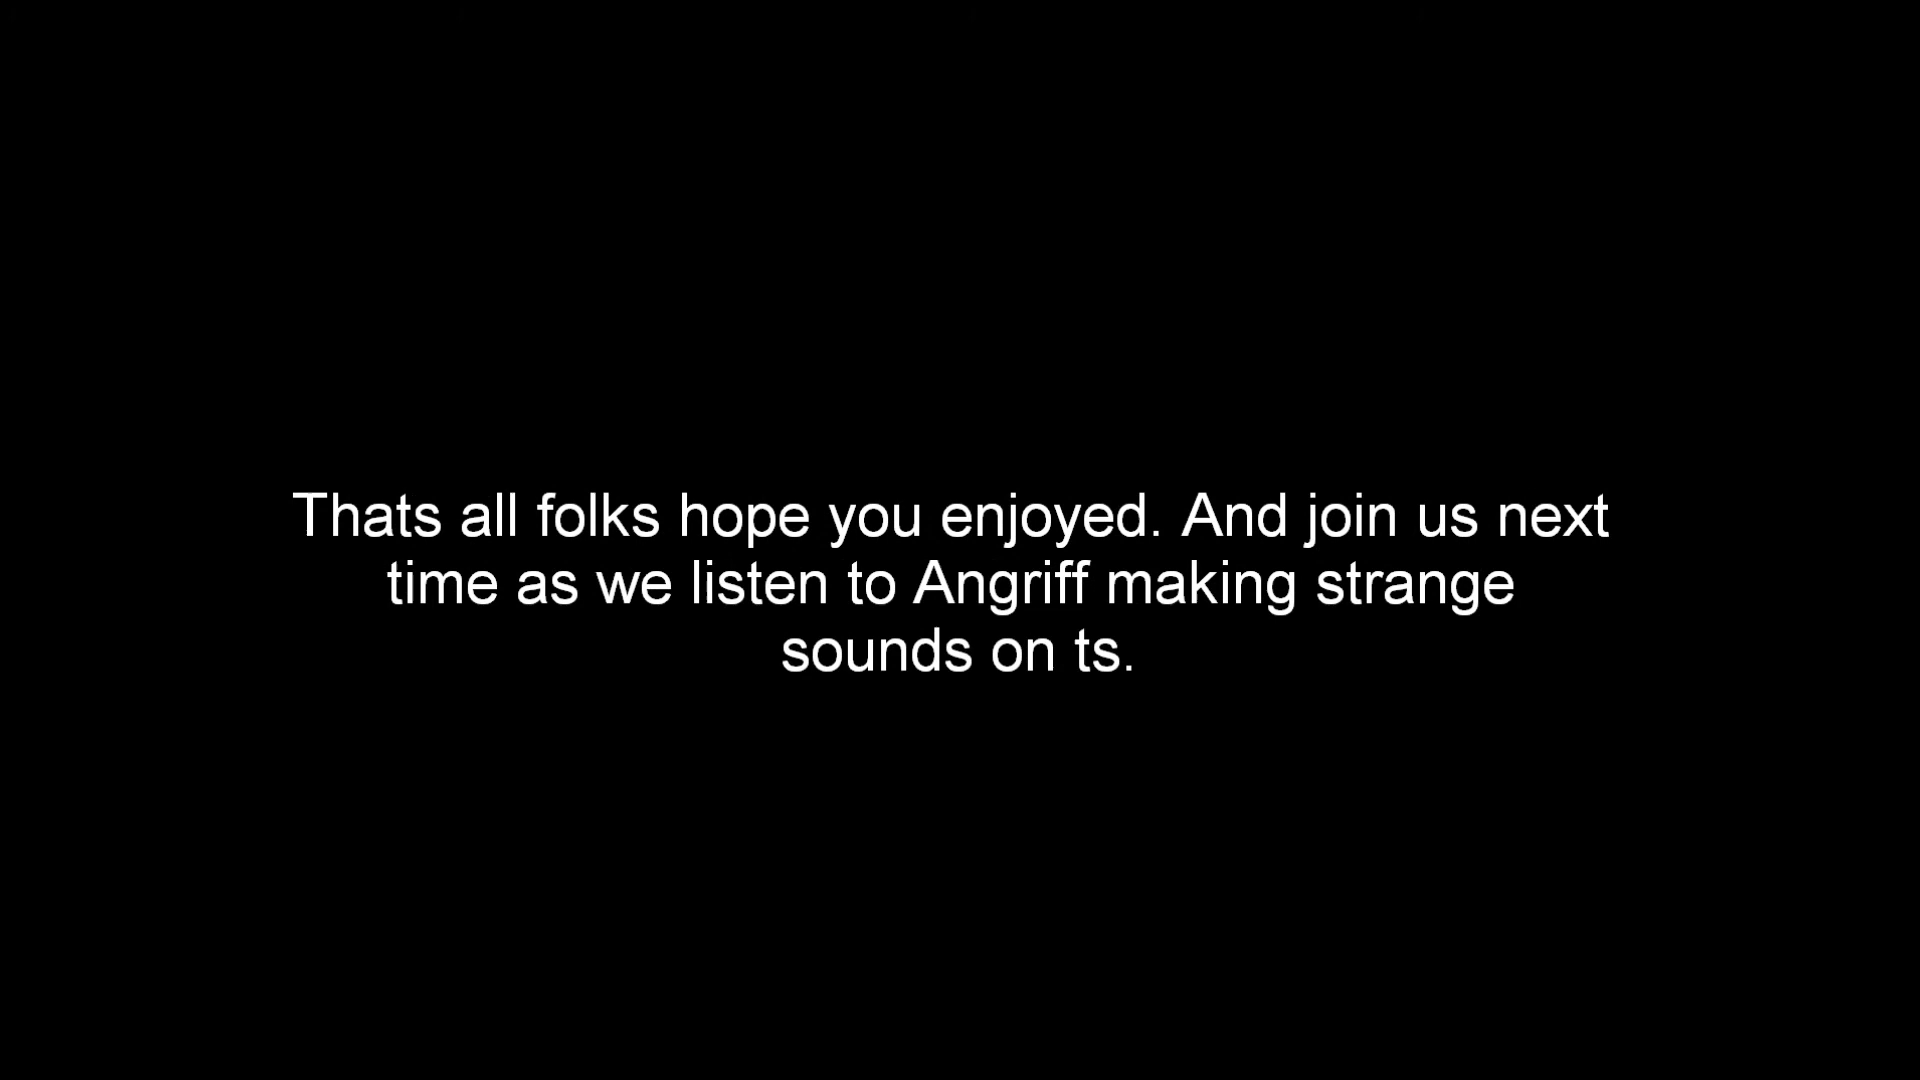 Thats all folks hope you enjoyed. And join us next
time as we listen to Angriff making strange
sounds on ts.